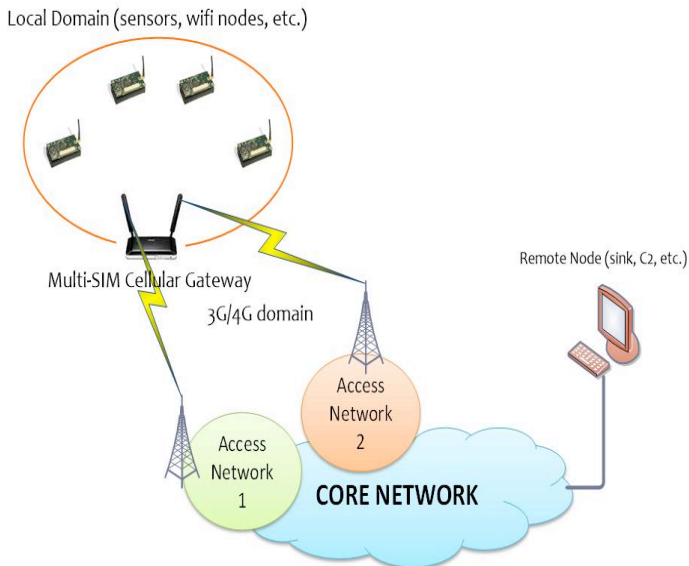 Local Domain (sensors, wifi nodes, etc.)
Multi-SIM Cellular Gateway
3G/4G domain
Remote Node (sink, C2, etc.)
Access
Network
2
Access
Network
1
CORE NETWORK